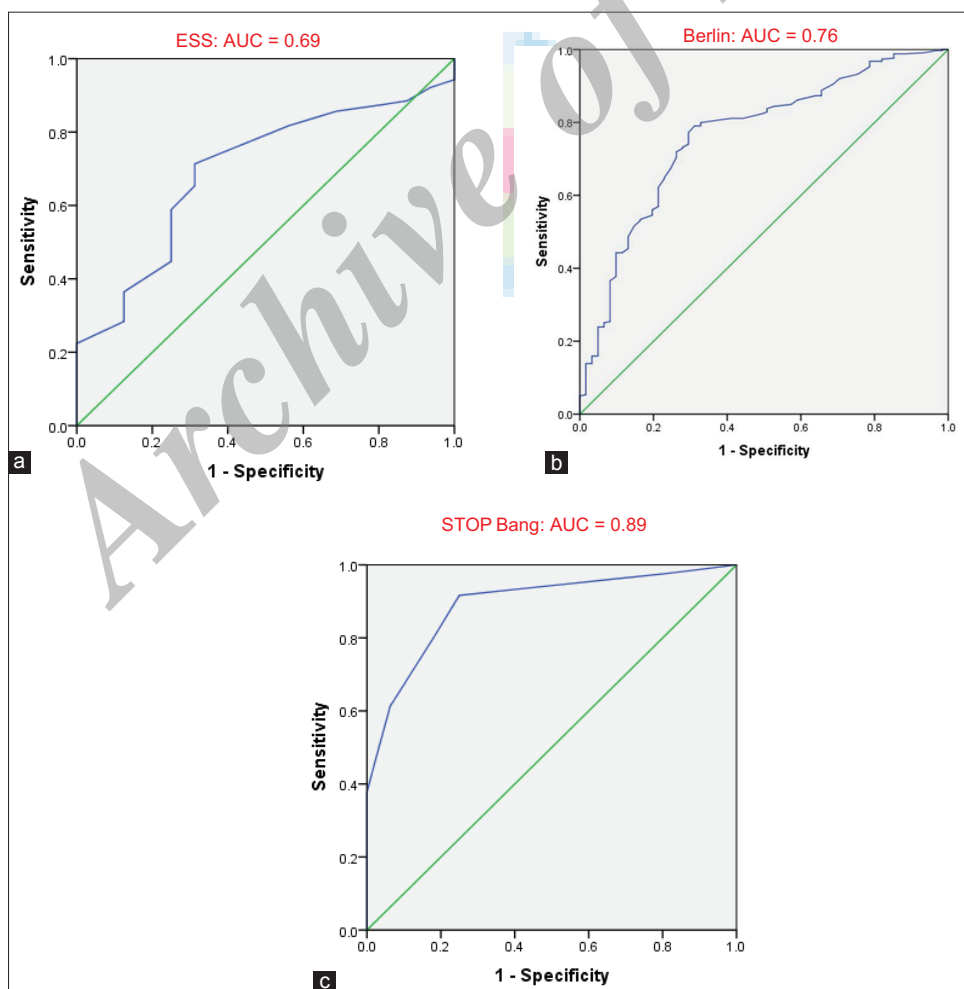 ESS: AUC = 0.69
1.0
0.8
0.6
0.4
0.2
0.0
Sensitivity
0.0 0.2 0.4 0.6 0.8 1.0
1 - Specificity
a
Berlin: AUC = 0.76
1.0
0.8
0.6
0.4
0.2
0.0
Sensitivity
0.0 0.2 0.4 0.6 0.8 1.0
1 - Specificity
b
STOP Bang: AUC = 0.89
1.0
0.8
0.6
0.4
0.2
0.0
Sensitivity
0.0 0.2 0.4 0.6 0.8 1.0
1 - Specificity
c
Archive of